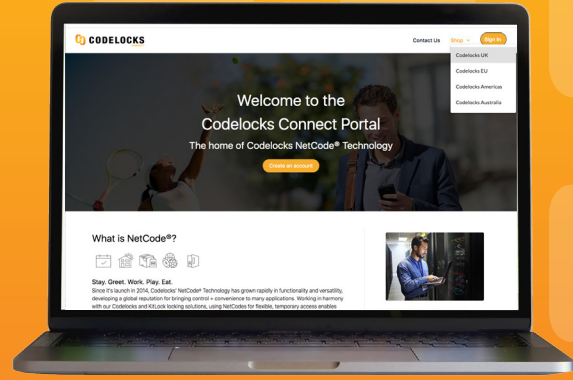 CODELOCKS
Contact Us
Shop
Sign In
Codelocks UK
Codelocks EU
Codelocks Americas
Codelocks Australia
Welcome to the
Codelocks Connect Portal
The home of Codelocks NetCode® Technology
Create an account
What is NetCode®?
Stay. Greet. Work. Play. Eat.
Since it's launch in 2014, Codelocks' NetCode® Technology has grown rapidly in functionality and versatility,
developing a global reputation for bringing control + convenience to many applications. Working in harmony
with our Codelocks and KitLock locking solutions, using NetCodes for flexible, temporary access enables